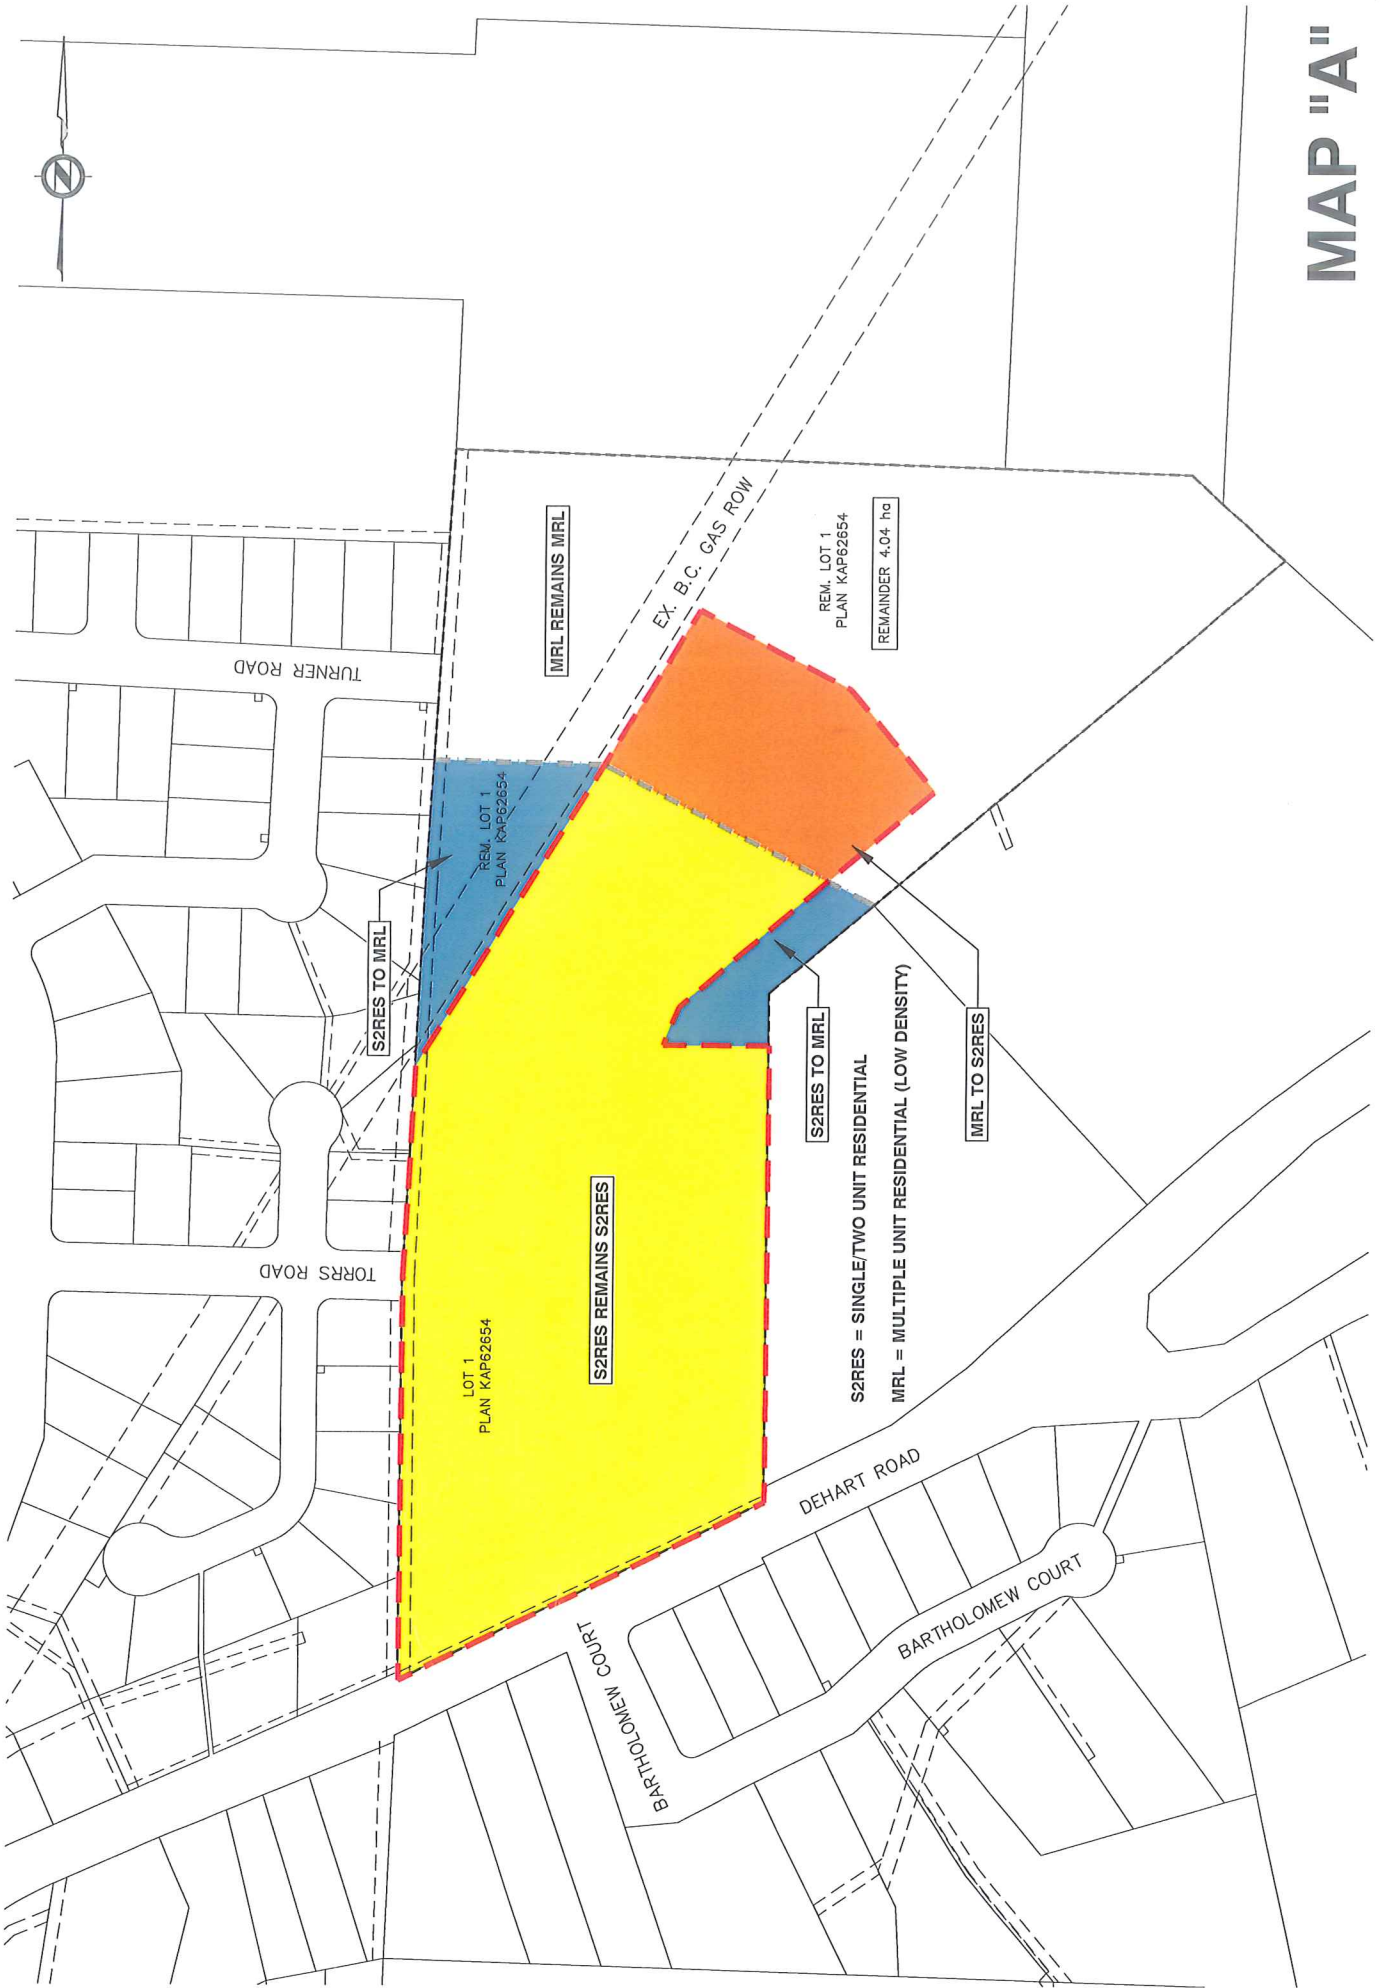 MAP "A"
N
TURNER ROAD
TORRS ROAD
S2RES TO MRL
REM. LOT 1
PLAN KAP62654
MRL REMAINS MRL
EX. B.C. GAS ROW
REM. LOT 1
PLAN KAP62654
REMAINDER 4.04 ha
LOT 1
PLAN KAP62654
S2RES REMAINS S2RES
S2RES TO MRL
MRL TO S2RES
S2RES = SINGLE/TWO UNIT RESIDENTIAL
MRL = MULTIPLE UNIT RESIDENTIAL (LOW DENSITY)
DEHART ROAD
BARTHOLOMEW COURT
BARTHOLOMEW COURT